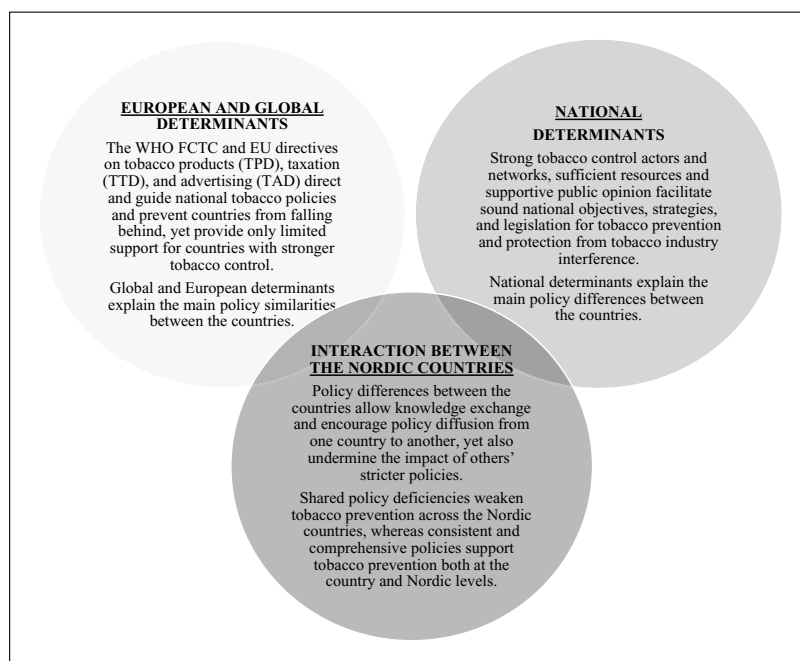 EUROPEAN AND GLOBAL
DETERMINANTS
The WHO FCTC and EU directives
on tobacco products (TPD), taxation
(TTD), and advertising (TAD) direct
and guide national tobacco policies
and prevent countries from falling
behind, yet provide only limited
support for countries with stronger
tobacco control.
Global and European determinants
explain the main policy similarities
between the countries.
NATIONAL
DETERMINANTS
Strong tobacco control actors and
networks, sufficient resources and
supportive public opinion facilitate
sound national objectives, strategies,
and legislation for tobacco prevention
and protection from tobacco industry
interference.
National determinants explain the
main policy differences between
the countries.
INTERACTION BETWEEN
THE NORDIC COUNTRIES
Policy differences between the
countries allow knowledge exchange
and encourage policy diffusion from
one country to another, yet also
undermine the impact of others'
stricter policies.
Shared policy deficiencies weaken
tobacco prevention across the Nordic
countries, whereas consistent and
comprehensive policies support
tobacco prevention both at the
country and Nordic levels.